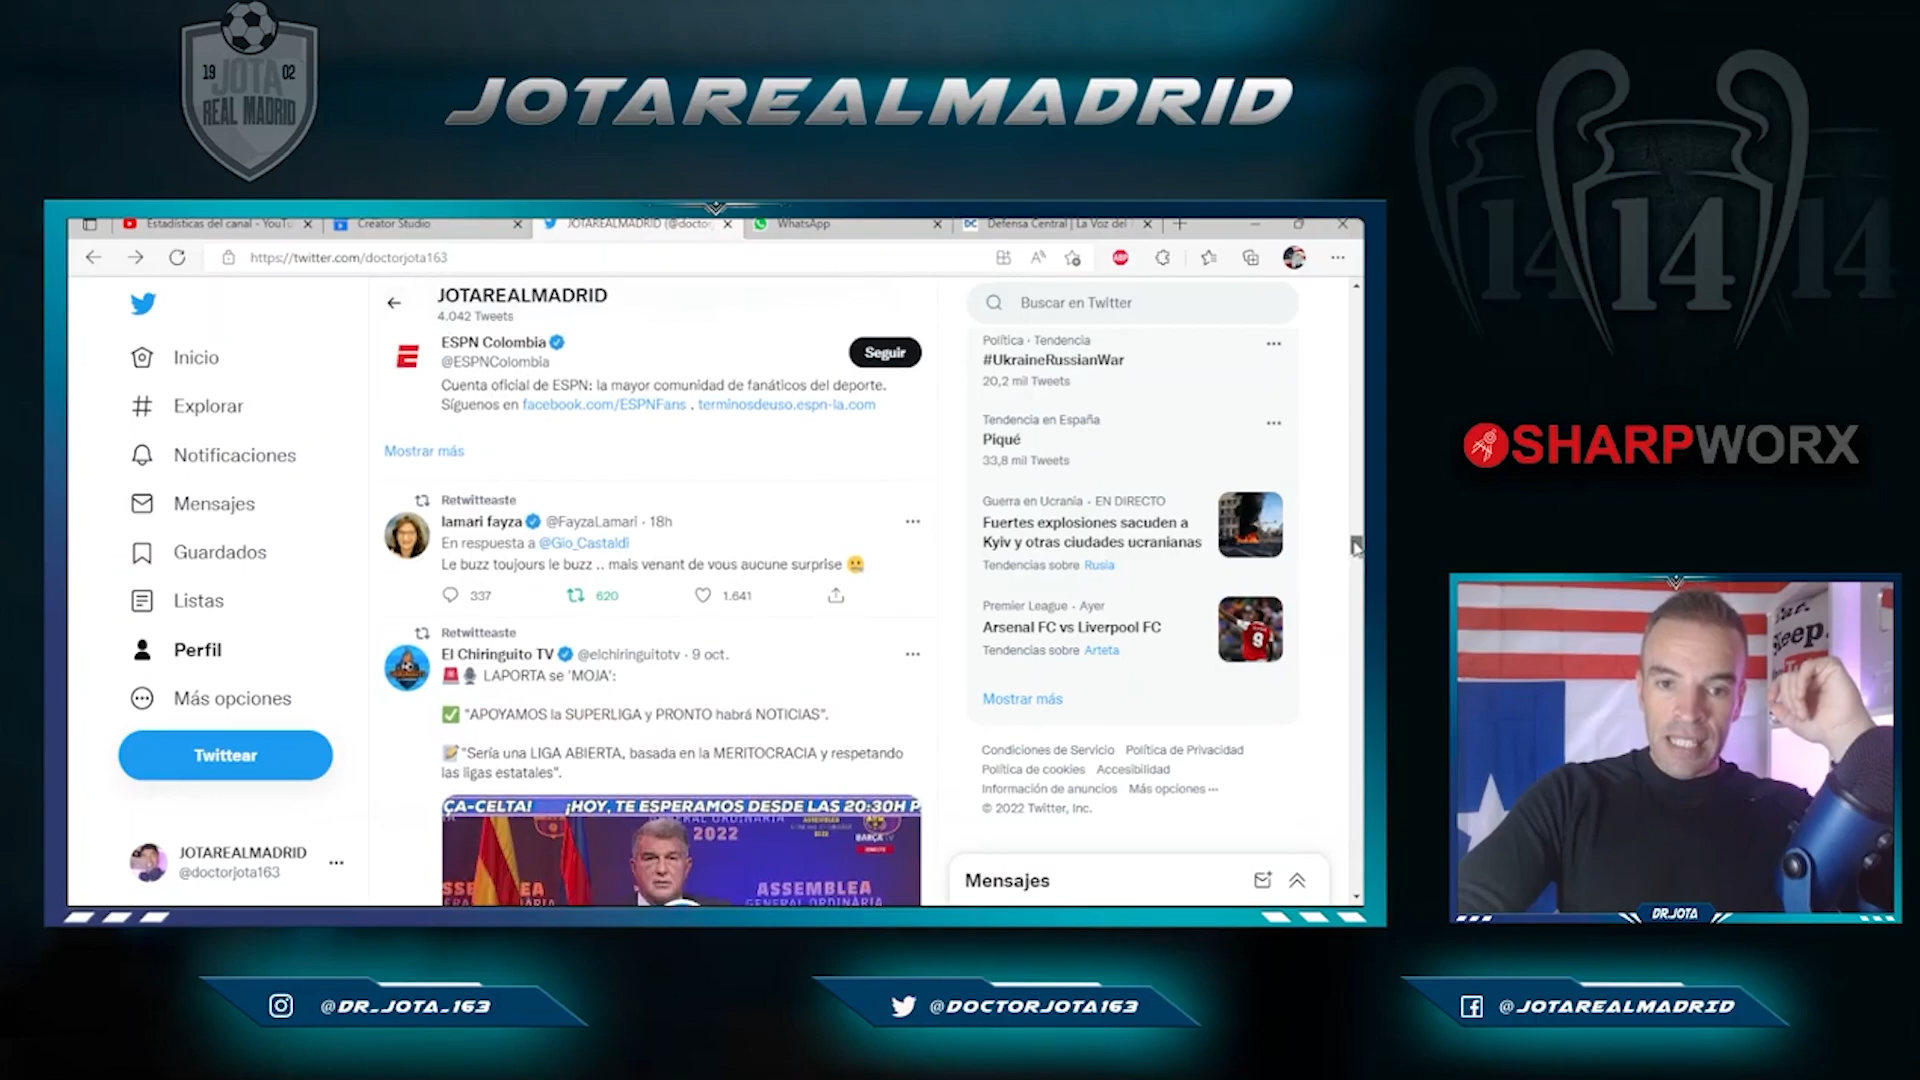 19 02
JOTA
REAL MADRID
JOTAREALMADRID
14
14
14
Estadísticas del canal - YouTu
Creator Studio
JOTAREALMADRID (@doctor
WhatsApp
DC Defensa Central | La Voz del
https://twitter.com/doctorjota163
ABP
JOTAREALMADRID
4.042 Tweets
Buscar en Twitter
Inicio
Explorar
Notificaciones
Mensajes
Guardados
Listas
Perfil
Más opciones
Twittear
JOTAREALMADRID
@doctorjota163
ESPN Colombia
@ESPNColombia
Seguir
Cuenta oficial de ESPN: la mayor comunidad de fanáticos del deporte.
Síguenos en facebook.com/ESPNFans . terminosdeuso.espn-la.com
Mostrar más
Retwitteaste
lamari fayza @FayzaLamari · 18h
En respuesta a @Gio_Castaldi
Le buzz toujours le buzz .. mais venant de vous aucune surprise 🤐
337 620 1.641
Retwitteaste
El Chiringuito TV @elchiringuitotv · 9 oct.
🚨🎙 LAPORTA se 'MOJA':
✅ "APOYAMOS la SUPERLIGA y PRONTO habrá NOTICIAS".
📝"Sería una LIGA ABIERTA, basada en la MERITOCRACIA y respetando
las ligas estatales".
ÇA-CELTA! ¡HOY, TE ESPERAMOS DESDE LAS 20:30H P
2022
ASSEMBLEA
GENERAL ORDINÀRIA
Política · Tendencia
#UkraineRussianWar
20,2 mil Tweets
Tendencia en España
Piqué
33,8 mil Tweets
Guerra en Ucrania · EN DIRECTO
Fuertes explosiones sacuden a
Kyiv y otras ciudades ucranianas
Tendencias sobre Rusia
Premier League · Ayer
Arsenal FC vs Liverpool FC
Tendencias sobre Arteta
9
Mostrar más
Condiciones de Servicio Política de Privacidad
Política de cookies Accesibilidad
Información de anuncios Más opciones ···
© 2022 Twitter, Inc.
Mensajes
SHARPWORX
Keep
DR.JOTA
@DR_JOTA_163
@DOCTORJOTA163
@JOTAREALMADRID